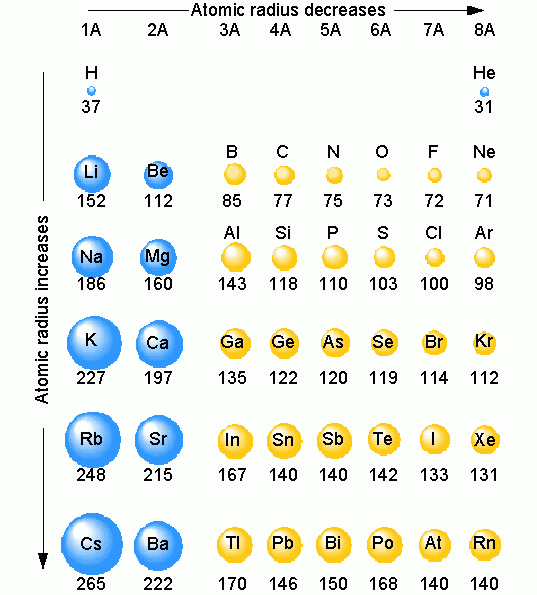 Atomic radius decreases
1A 2A 3A 4A 5A 6A 7A 8A
Atomic radius increases
H He
37 31
B C N O F Ne
Li Be
152 112 85 77 75 73 72 71
Al Si P S Cl Ar
Na Mg
186 160 143 118 110 103 100 98
K Ca Ga Ge As Se Br Kr
227 197 135 122 120 119 114 112
Rb Sr In Sn Sb Te I Xe
248 215 167 140 140 142 133 131
Cs Ba Tl Pb Bi Po At Rn
265 222 170 146 150 168 140 140